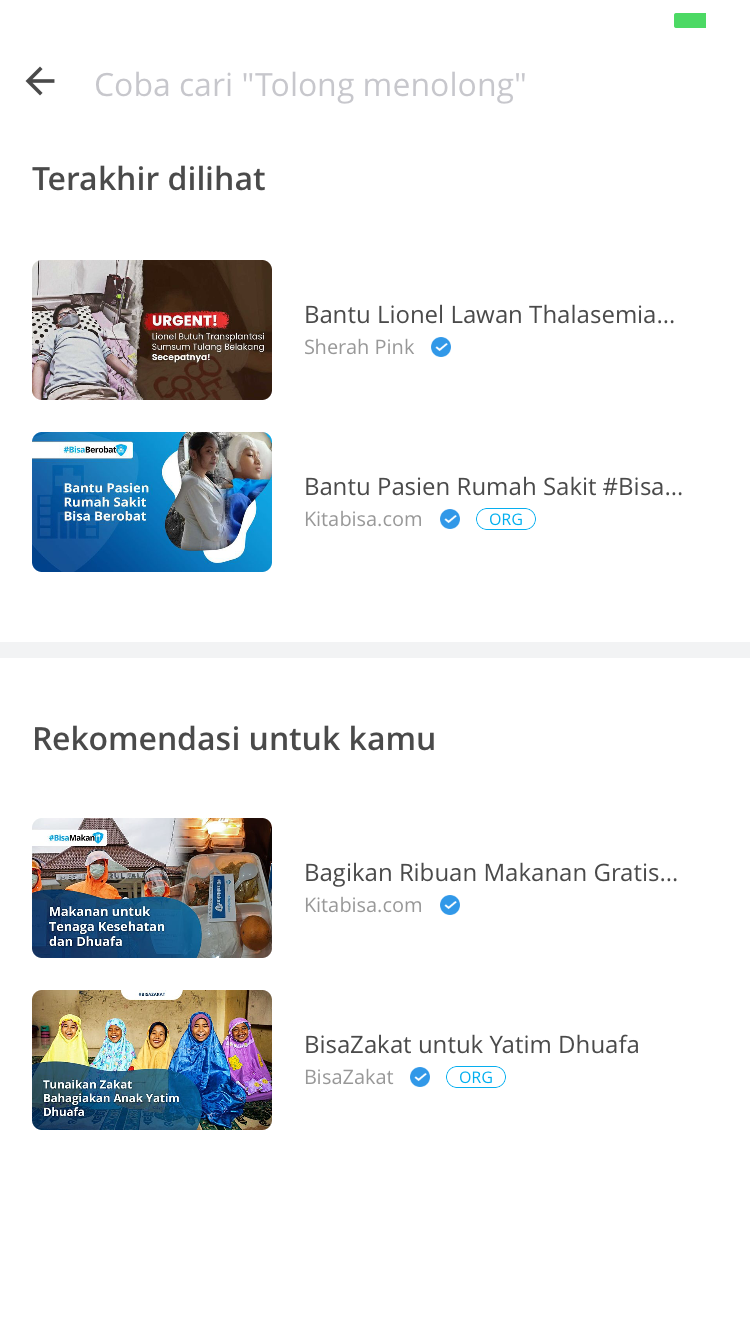 Coba cari "Tolong menolong"
Terakhir dilihat
URGENT!
Lionel Butuh Transplantasi
Sumsum Tulang Belakang
Secepatnya!
Bantu Lionel Lawan Thalasemia...
Sherah Pink
#BisaBerobat
Bantu Pasien
Rumah Sakit
Bisa Berobat
Bantu Pasien Rumah Sakit #Bisa...
Kitabisa.com ORG
Rekomendasi untuk kamu
#BisaMakan
Makanan untuk
Tenaga Kesehatan
dan Dhuafa
Bagikan Ribuan Makanan Gratis...
Kitabisa.com
#BISAZAKAT
Tunaikan Zakat
Bahagiakan Anak Yatim
Dhuafa
BisaZakat untuk Yatim Dhuafa
BisaZakat ORG